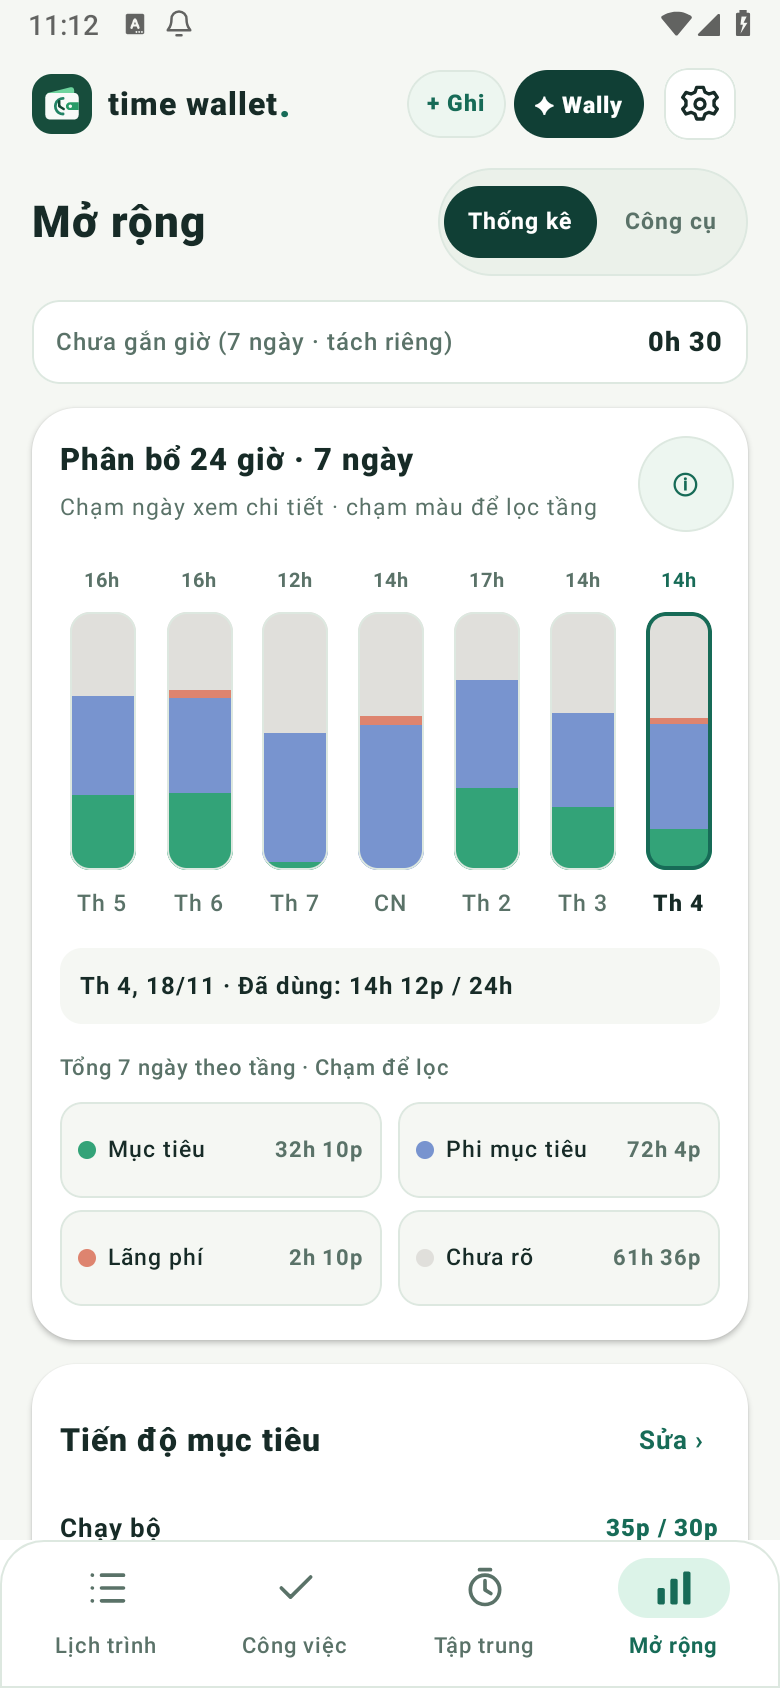 11:12
time wallet.
+ Ghi
Wally
Mở rộng
Thống kê
Công cụ
Chưa gắn giờ (7 ngày · tách riêng)
0h 30
Phân bổ 24 giờ · 7 ngày
Chạm ngày xem chi tiết · chạm màu để lọc tầng
16h 16h 12h 14h 17h 14h 14h
Th 5 Th 6 Th 7 CN Th 2 Th 3 Th 4
Th 4, 18/11 · Đã dùng: 14h 12p / 24h
Tổng 7 ngày theo tầng · Chạm để lọc
Mục tiêu 32h 10p
Phi mục tiêu 72h 4p
Lãng phí 2h 10p
Chưa rõ 61h 36p
Tiến độ mục tiêu
Sửa ›
Chạy bộ
35p / 30p
Lịch trình
Công việc
Tập trung
Mở rộng